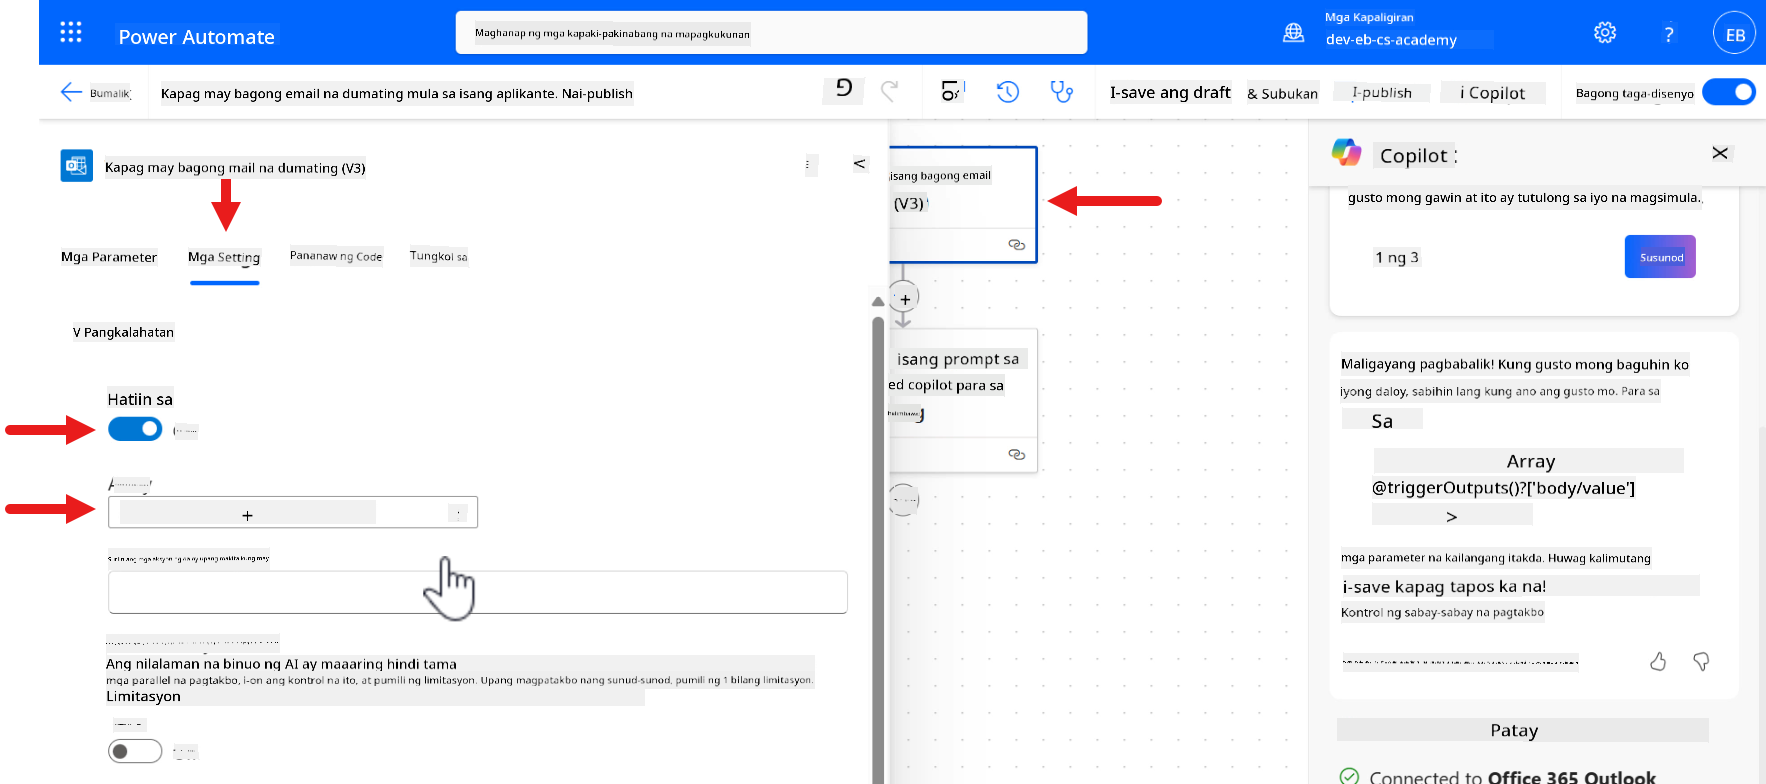 Power Automate
Maghanap ng mga kapaki-pakinabang na mapagkukunan
Mga Kapaligiran
dev-eb-cs-academy
?
EB
Bumalik
Kapag may bagong email na dumating mula sa isang aplikante. Nai-publish
I-save ang draft
& Subukan
I-publish
i Copilot
Bagong taga-disenyo
Kapag may bagong mail na dumating (V3)
<
Mga Parameter
Mga Setting
Pananaw ng Code
Tungkol sa
V Pangkalahatan
Hatiin sa
+
Ang nilalaman na binuo ng AI ay maaaring hindi tama
mga parallel na pagtakbo, i-on ang kontrol na ito, at pumili ng limitasyon. Upang magpatakbo nang sunud-sunod, pumili ng 1 bilang limitasyon.
Limitasyon
isang bagong email
(V3)
+
isang prompt sa
ed copilot para sa
Copilot :
gusto mong gawin at ito ay tutulong sa iyo na magsimula.
1 ng 3
Susunod
Maligayang pagbabalik! Kung gusto mong baguhin ko
iyong daloy, sabihin lang kung ano ang gusto mo. Para sa
Sa
Array
@triggerOutputs()?['body/value']
>
mga parameter na kailangang itakda. Huwag kalimutang
i-save kapag tapos ka na!
Kontrol ng sabay-sabay na pagtakbo
Patay
Connected to Office 365 Outlook